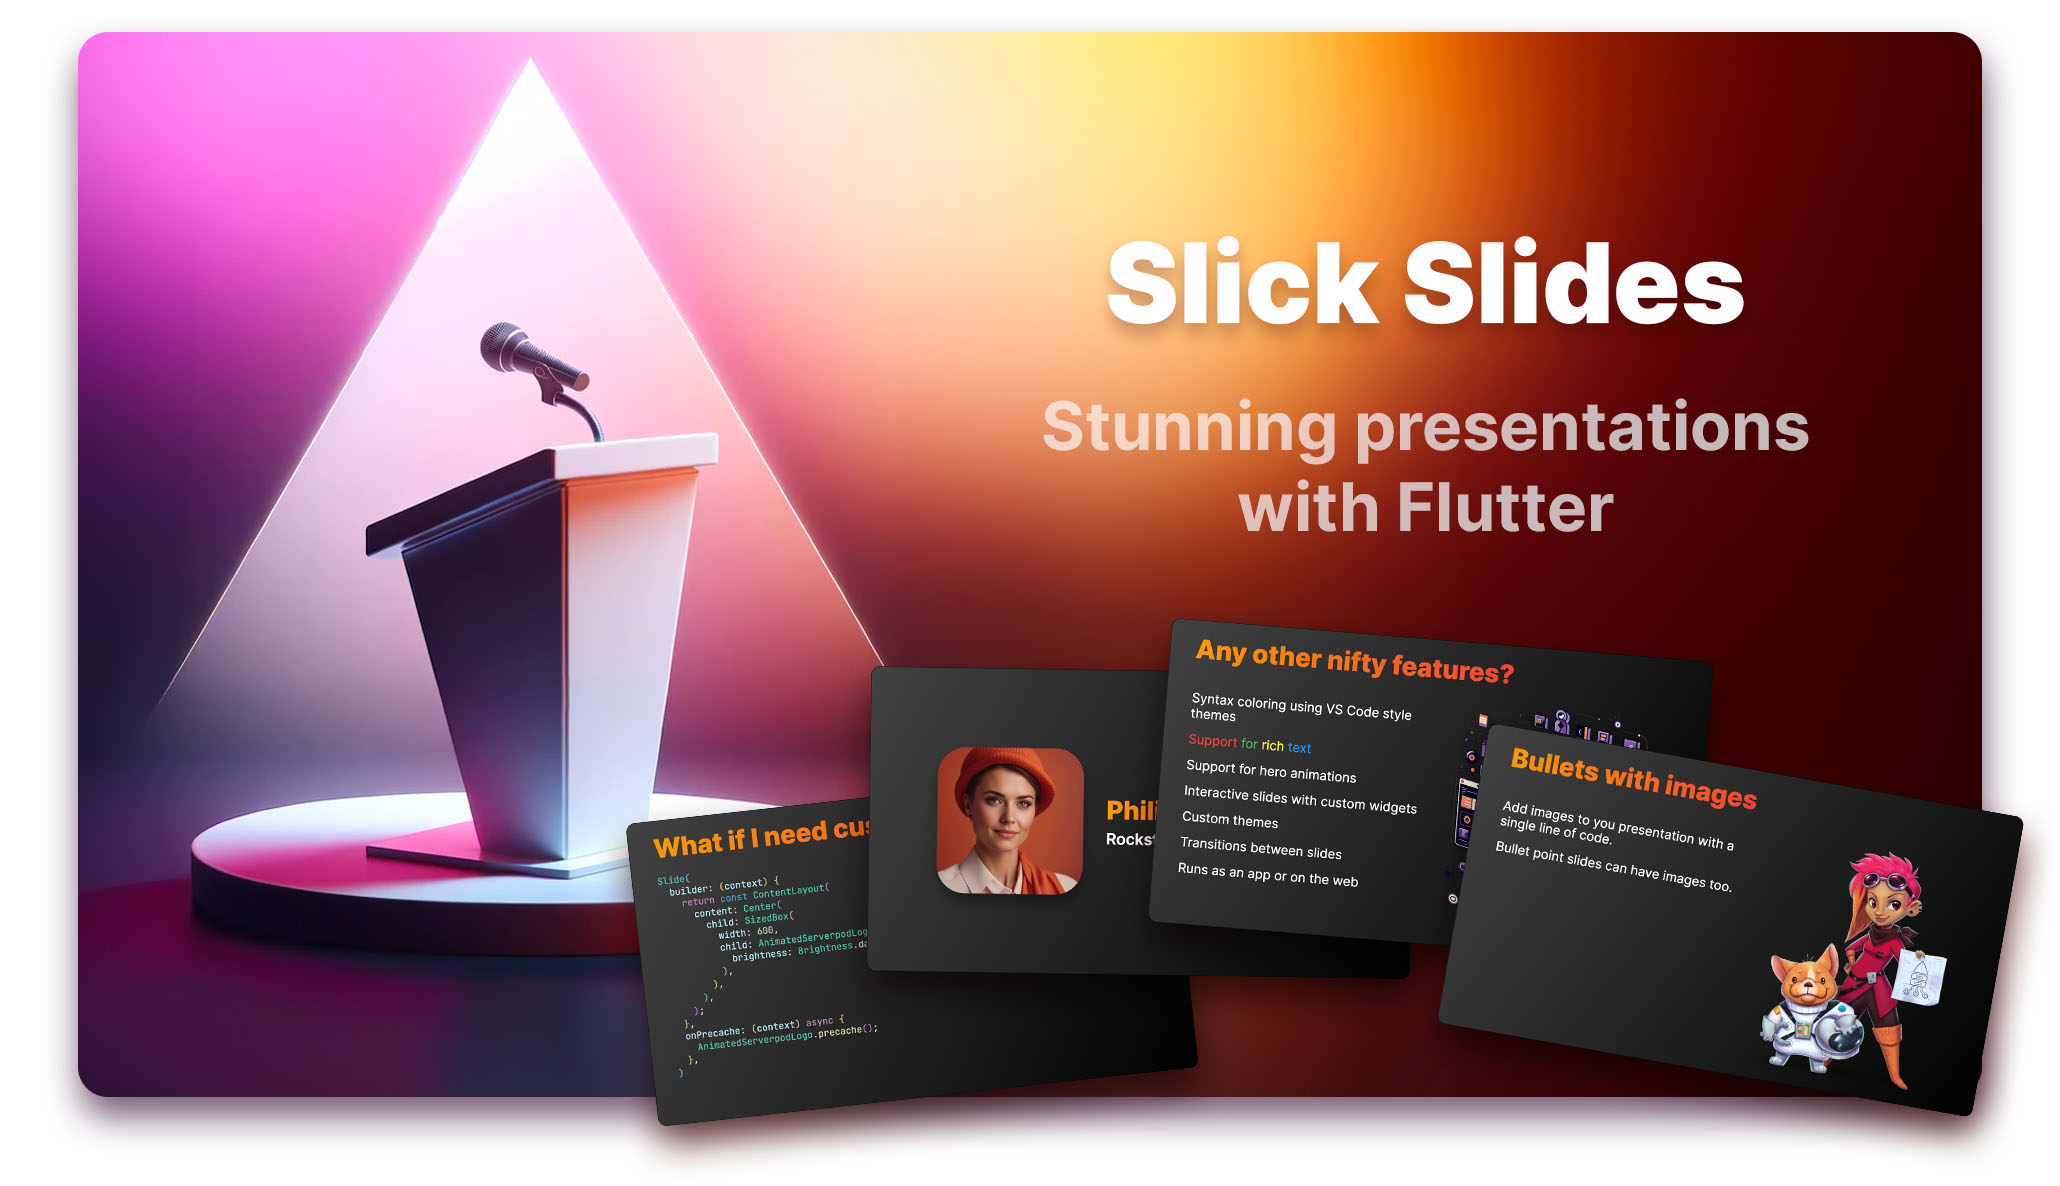 Slick Slides
Stunning presentations
with Flutter
What if I need
Slide(
builder: (context) {
return const ContentLayout(
content: Center(
child: SizedBox(
width: 600,
child: AnimatedServerpodLogo
brightness: Brightness.da
),
),
),
);
},
onPrecache: (context) async {
AnimatedServerpodLogo.precache();
},
)
Phili
Rocks
Any other nifty features?
Syntax coloring using VS Code style
themes
Support for rich text
Support for hero animations
Interactive slides with custom widgets
Custom themes
Transitions between slides
Runs as an app or on the web
Bullets with images
Add images to you presentation with a
single line of code.
Bullet point slides can have images too.